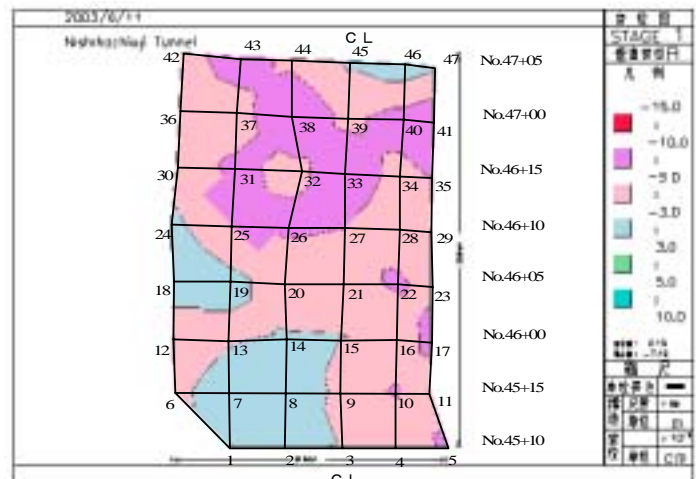 2003/6/11
Nishikochiuji Tunnel
C L
42 43 44 45 46 47
36 37 38 39 40 41
30 31 32 33 34 35
24 25 26 27 28 29
18 19 20 21 22 23
12 13 14 15 16 17
6 7 8 9 10 11
1 2 3 4 5
C L
No.47+05
No.47+00
No.46+15
No.46+10
No.46+05
No.46+00
No.45+15
No.45+10
STAGE 1
凡 例
-15.0
-10.0
-5.0
-3.0
3.0
5.0
10.0